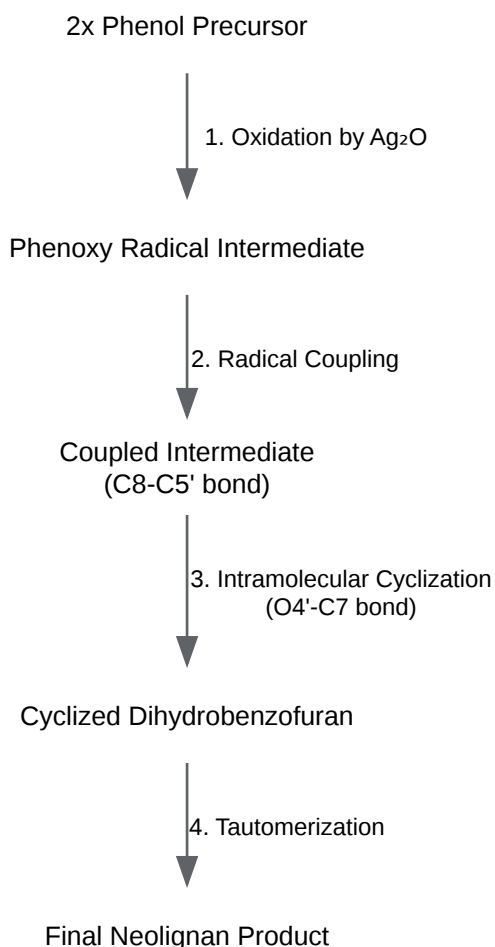 2x Phenol Precursor
1. Oxidation by Ag₂O
Phenoxy Radical Intermediate
2. Radical Coupling
Coupled Intermediate
(C8-C5' bond)
3. Intramolecular Cyclization
(O4'-C7 bond)
Cyclized Dihydrobenzofuran
4. Tautomerization
Final Neolignan Product